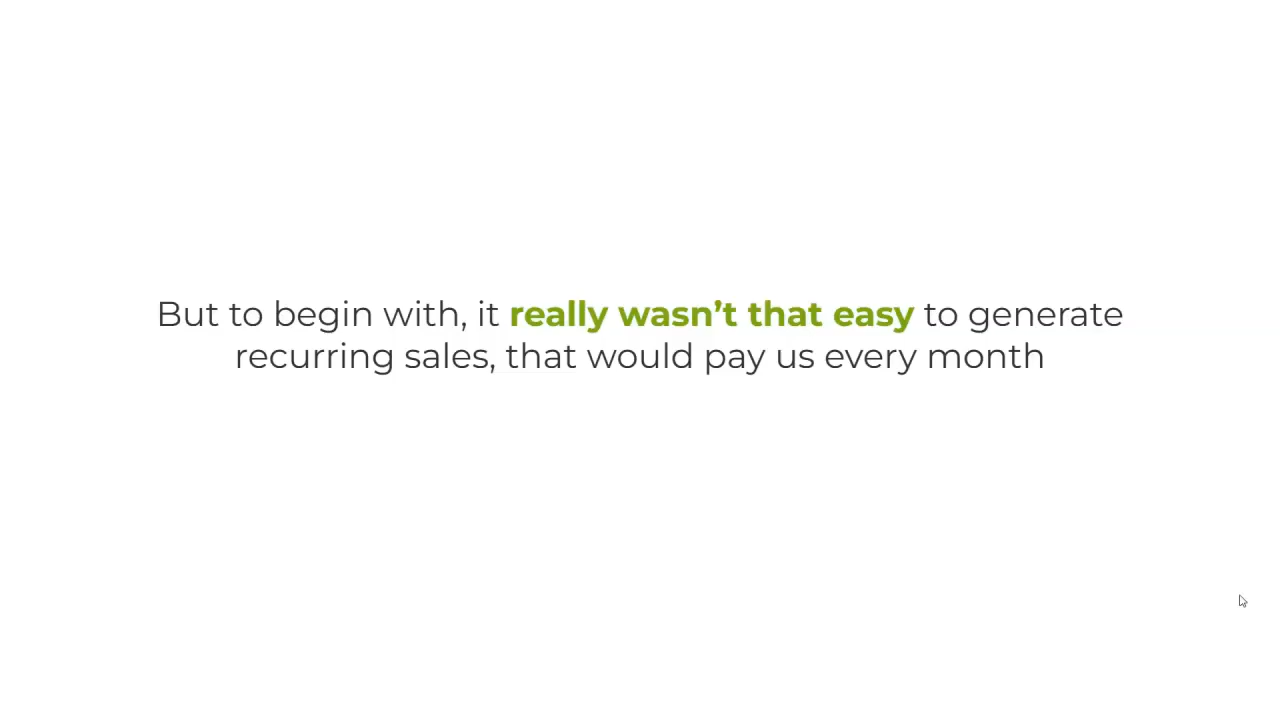 But to begin with, it really wasn’t that easy to generate
recurring sales, that would pay us every month